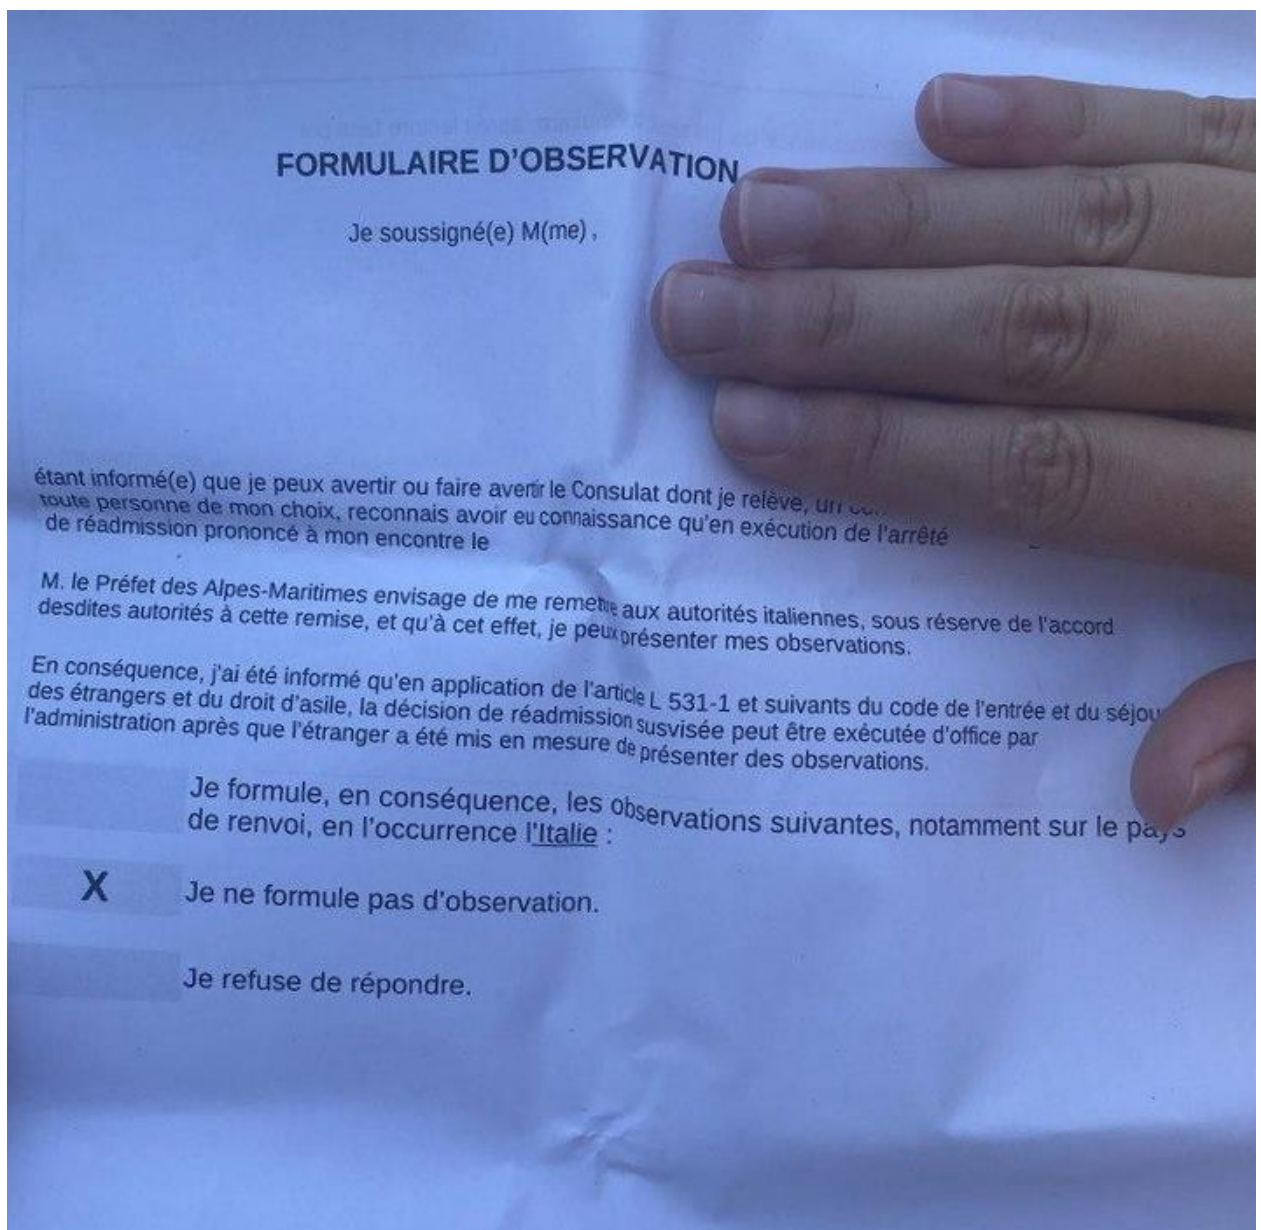 FORMULAIRE D'OBSERVATION
Je soussigné(e) M(me) ,
étant informé(e) que je peux avertir ou faire avertir le Consulat dont je relève, un
toute personne de mon choix, reconnais avoir eu connaissance qu'en exécution de l'arrêté
de réadmission prononcé à mon encontre le
M. le Préfet des Alpes-Maritimes envisage de me remettre aux autorités italiennes, sous réserve de l'accord
desdites autorités à cette remise, et qu'à cet effet, je peux présenter mes observations.
En conséquence, j'ai été informé qu'en application de l'article L 531-1 et suivants du code de l'entrée et du séjour
des étrangers et du droit d'asile, la décision de réadmission susvisée peut être exécutée d'office par
l'administration après que l'étranger a été mis en mesure de présenter des observations.
Je formule, en conséquence, les observations suivantes, notamment sur le pays
de renvoi, en l'occurrence l'Italie :
X Je ne formule pas d'observation.
Je refuse de répondre.